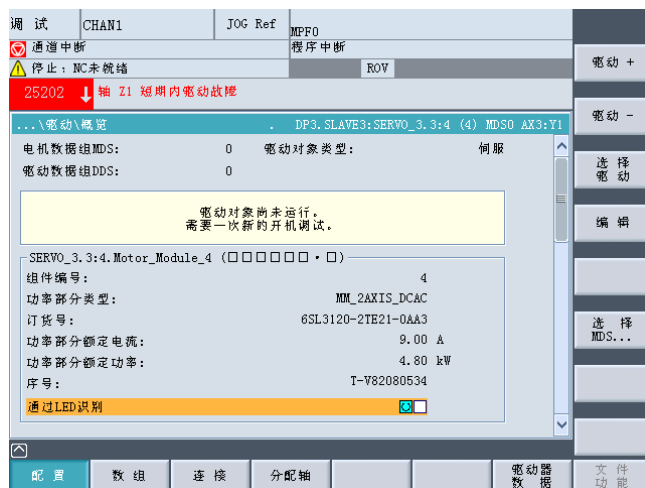 调 试 CHAN1 JOG Ref MPF0
通道中断 程序中断
停止：NC未就绪 ROV
25202 轴 Z1 短期内驱动故障
...\驱动\概览 . DP3.SLAVE3:SERVO_3.3:4 (4) MDS0 AX3:Y1
电机数据组MDS: 0 驱动对象类型: 伺服
驱动数据组DDS: 0
驱动对象尚未运行。
需要一次新的开机调试。
SERVO_3.3:4.Motor_Module_4 (□□□□□□・□)
组件编号: 4
功率部分类型: MM_2AXIS_DCAC
订货号: 6SL3120-2TE21-0AA3
功率部分额定电流: 9.00 A
功率部分额定功率: 4.80 kW
序号: T-V82080534
通过LED识别
驱动 +
驱动 -
选 择
驱 动
编 辑
选 择
MDS...
配 置 数 组 连 接 分配轴
驱动器
数 据
文 件
功 能